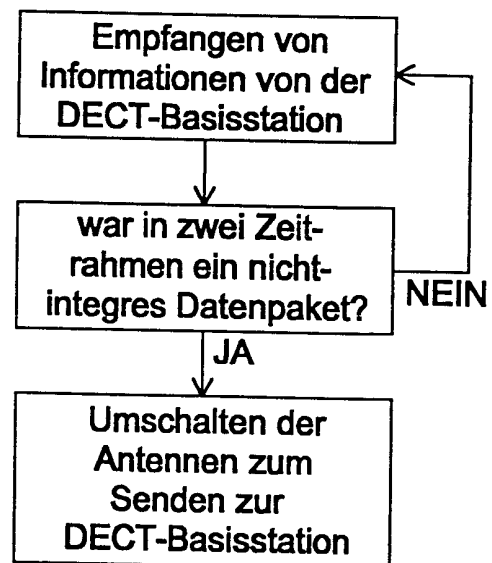 Empfangen von
Informationen von der
DECT-Basisstation
war in zwei Zeit-
rahmen ein nicht-
integres Datenpaket?
NEIN
JA
Umschalten der
Antennen zum
Senden zur
DECT-Basisstation